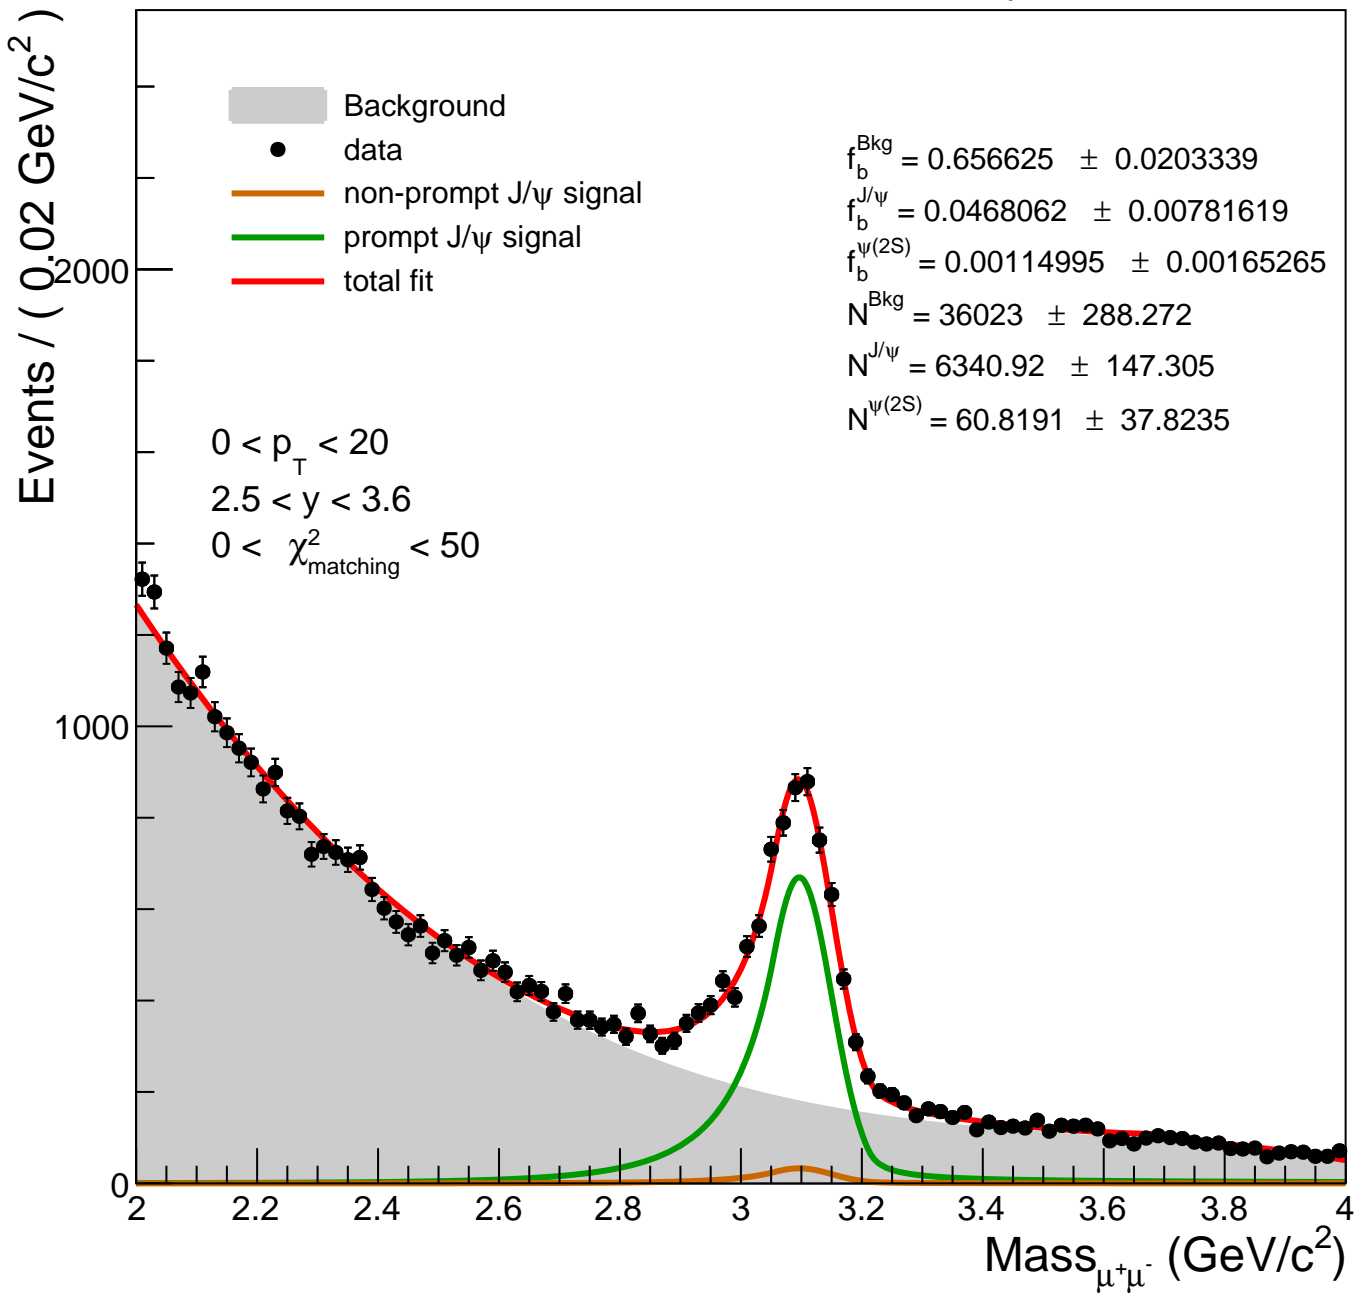 Events / ( 0.02 GeV/c²)
Background
data
non-prompt J/ψ signal
prompt J/ψ signal
total fit
f_b^Bkg = 0.656625 ± 0.0203339
f_b^J/ψ = 0.0468062 ± 0.00781619
f_b^ψ(2S) = 0.00114995 ± 0.00165265
N^Bkg = 36023 ± 288.272
N^J/ψ = 6340.92 ± 147.305
N^ψ(2S) = 60.8191 ± 37.8235
0 < p_T < 20
2.5 < y < 3.6
0 < χ²_matching < 50
2000
1000
0
2 2.2 2.4 2.6 2.8 3 3.2 3.4 3.6 3.8 4
Mass_μ⁺μ⁻ (GeV/c²)